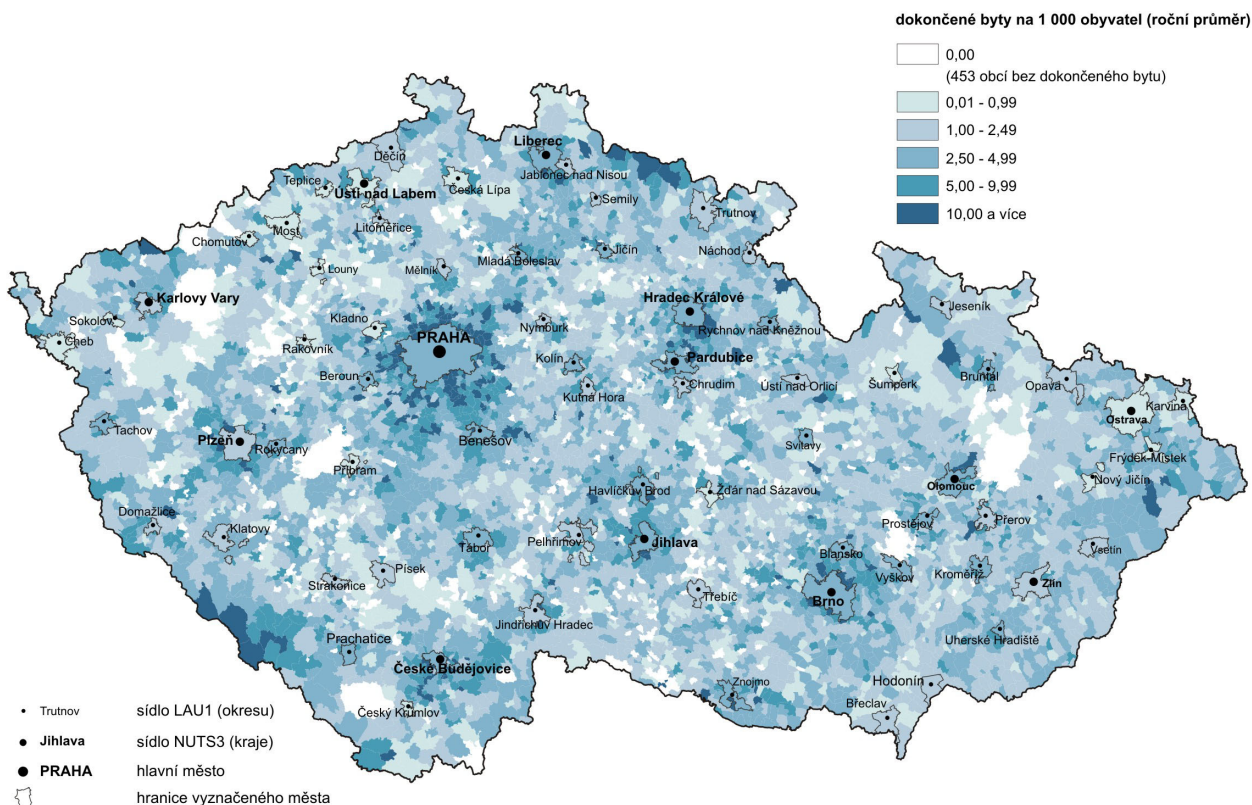 dokončené byty na 1 000 obyvatel (roční průměr)
0,00
(453 obcí bez dokončeného bytu)
0,01 - 0,99
1,00 - 2,49
2,50 - 4,99
5,00 - 9,99
10,00 a více
Liberec
Děčín
Jablonec nad Nisou
Teplice
Ústí nad Labem
Česká Lípa
Semily
Trutnov
Most
Litoměřice
Chomutov
Jičín
Náchod
Mladá Boleslav
Louny
Mělník
Karlovy Vary
Hradec Králové
Jeseník
Sokolov
Kladno
Nymburk
Rychnov nad Kněžnou
Cheb
PRAHA
Rakovník
Kolín
Pardubice
Beroun
Chrudim
Ústí nad Orlicí
Šumperk
Bruntál
Opava
Kutná Hora
Karviná
Ostrava
Tachov
Plzeň
Rokycany
Benešov
Svitavy
Frýdek-Místek
Příbram
Havlíčkův Brod
Žďár nad Sázavou
Olomouc
Nový Jičín
Domažlice
Klatovy
Prostějov
Přerov
Tábor
Pelhřimov
Jihlava
Blansko
Vsetín
Písek
Vyškov
Kroměříž
Strakonice
Třebíč
Brno
Zlín
Jindřichův Hradec
Prachatice
Uherské Hradiště
České Budějovice
Znojmo
Hodonín
Český Krumlov
Břeclav
Trutnov
sídlo LAU1 (okresu)
Jihlava
sídlo NUTS3 (kraje)
PRAHA
hlavní město
hranice vyznačeného města